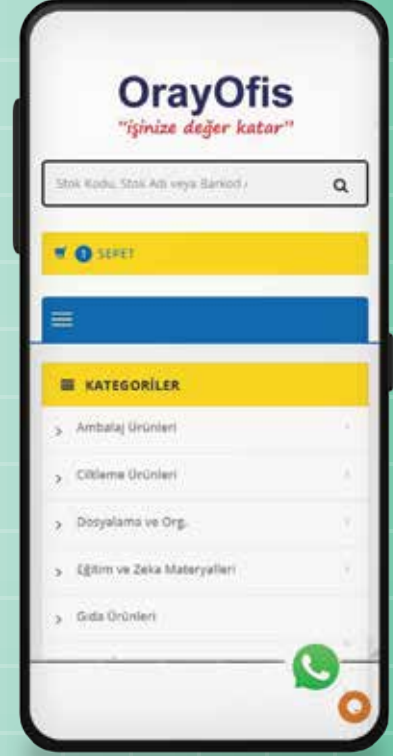 OrayOfis
"işinize değer katar"
Stok Kodu, Stok Adı veya Barkod
1 SEPET
KATEGORİLER
Ambalaj Ürünleri
Ciltleme Ürünleri
Dosyalama ve Org.
Eğitim ve Zeka Materyalleri
Gıda Ürünleri